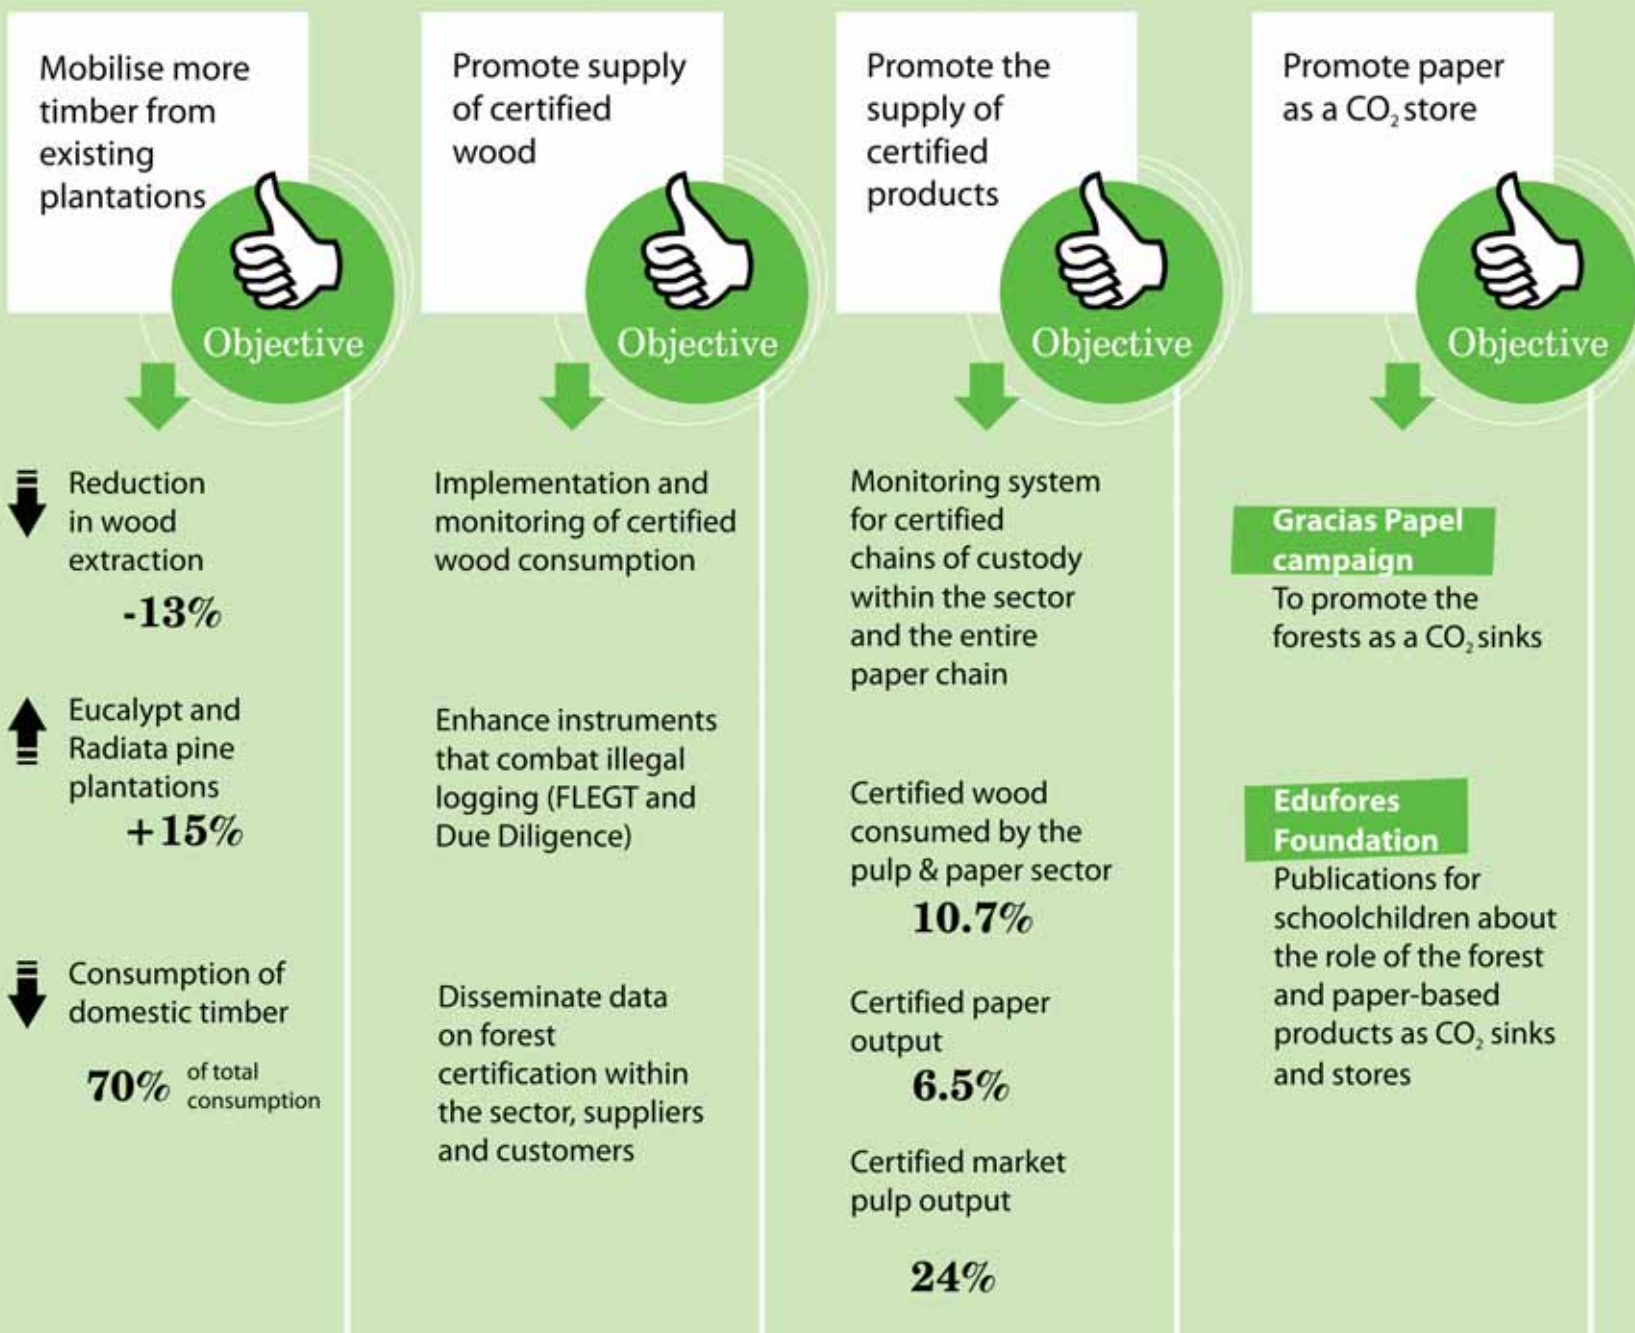 Mobilise more
timber from
existing
plantations
Objective
Reduction
in wood
extraction
-13%
Eucalypt and
Radiata pine
plantations
+15%
Consumption of
domestic timber
70% of total
consumption
Promote supply
of certified
wood
Objective
Implementation and
monitoring of certified
wood consumption
Enhance instruments
that combat illegal
logging (FLEGT and
Due Diligence)
Disseminate data
on forest
certification within
the sector, suppliers
and customers
Promote the
supply of
certified
products
Objective
Monitoring system
for certified
chains of custody
within the sector
and the entire
paper chain
Certified wood
consumed by the
pulp & paper sector
10.7%
Certified paper
output
6.5%
Certified market
pulp output
24%
Promote paper
as a CO₂ store
Objective
Gracias Papel
campaign
To promote the
forests as a CO₂ sinks
Edufores
Foundation
Publications for
schoolchildren about
the role of the forest
and paper-based
products as CO₂ sinks
and stores